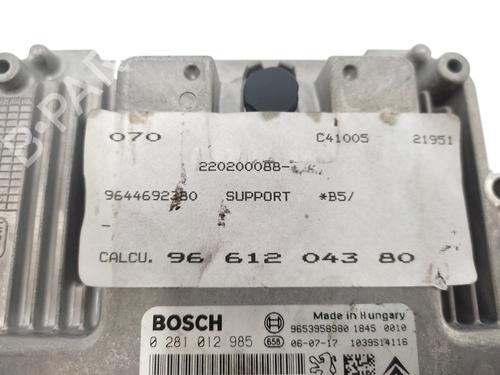 070 C41005 21951
220200088-
9644692380 SUPPORT *B5/
-
CALCU. 96 612 043 80
BOSCH Made in Hungary
9653958980 1845 0010
0 281 012 985 658 06-07-17 1039S14116